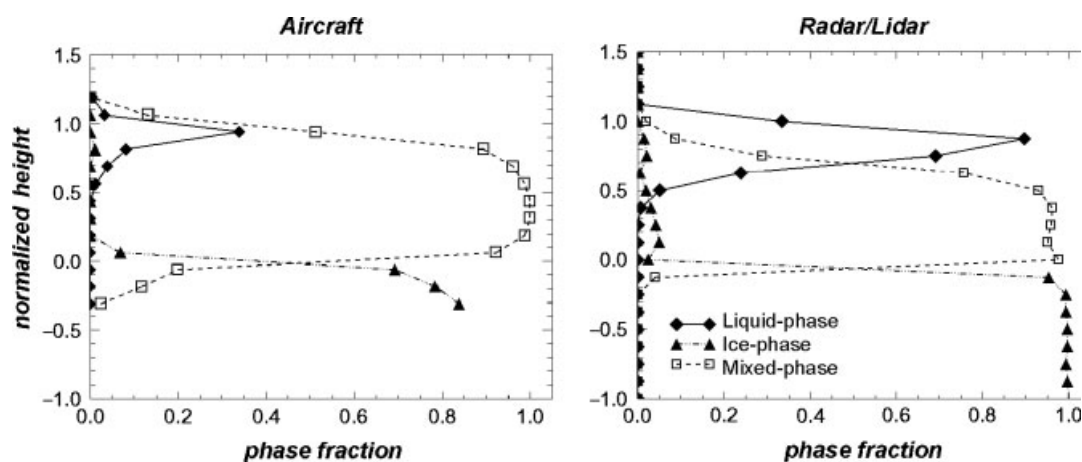 Aircraft
1.5
1.0
0.5
0.0
−0.5
−1.0
normalized height
0.0 0.2 0.4 0.6 0.8 1.0
phase fraction
Radar/Lidar
1.5
1.0
0.5
0.0
−0.5
−1.0
Liquid-phase
Ice-phase
Mixed-phase
0.0 0.2 0.4 0.6 0.8 1.0
phase fraction